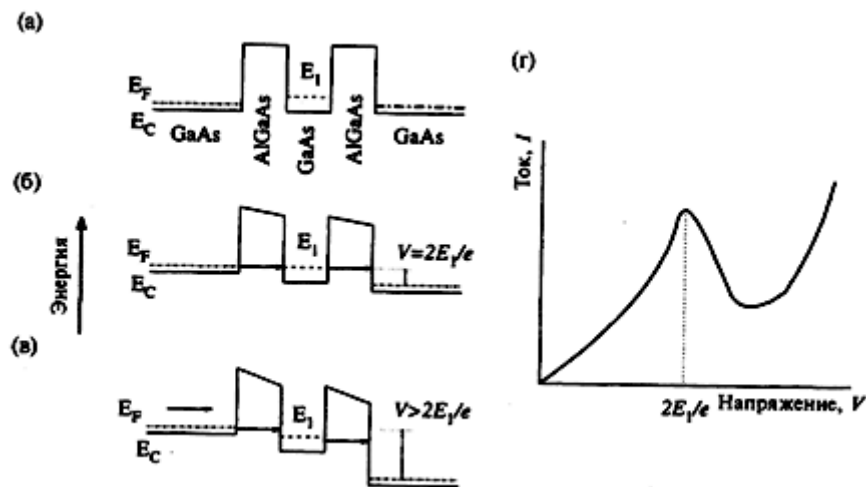 (а)
E_F
E_C
GaAs
AlGaAs
E_1
GaAs
AlGaAs
GaAs
(б)
Энергия
E_F
E_C
E_1
V=2E_1/e
(в)
E_F
E_C
E_1
V>2E_1/e
(г)
Ток, I
2E_1/e
Напряжение, V